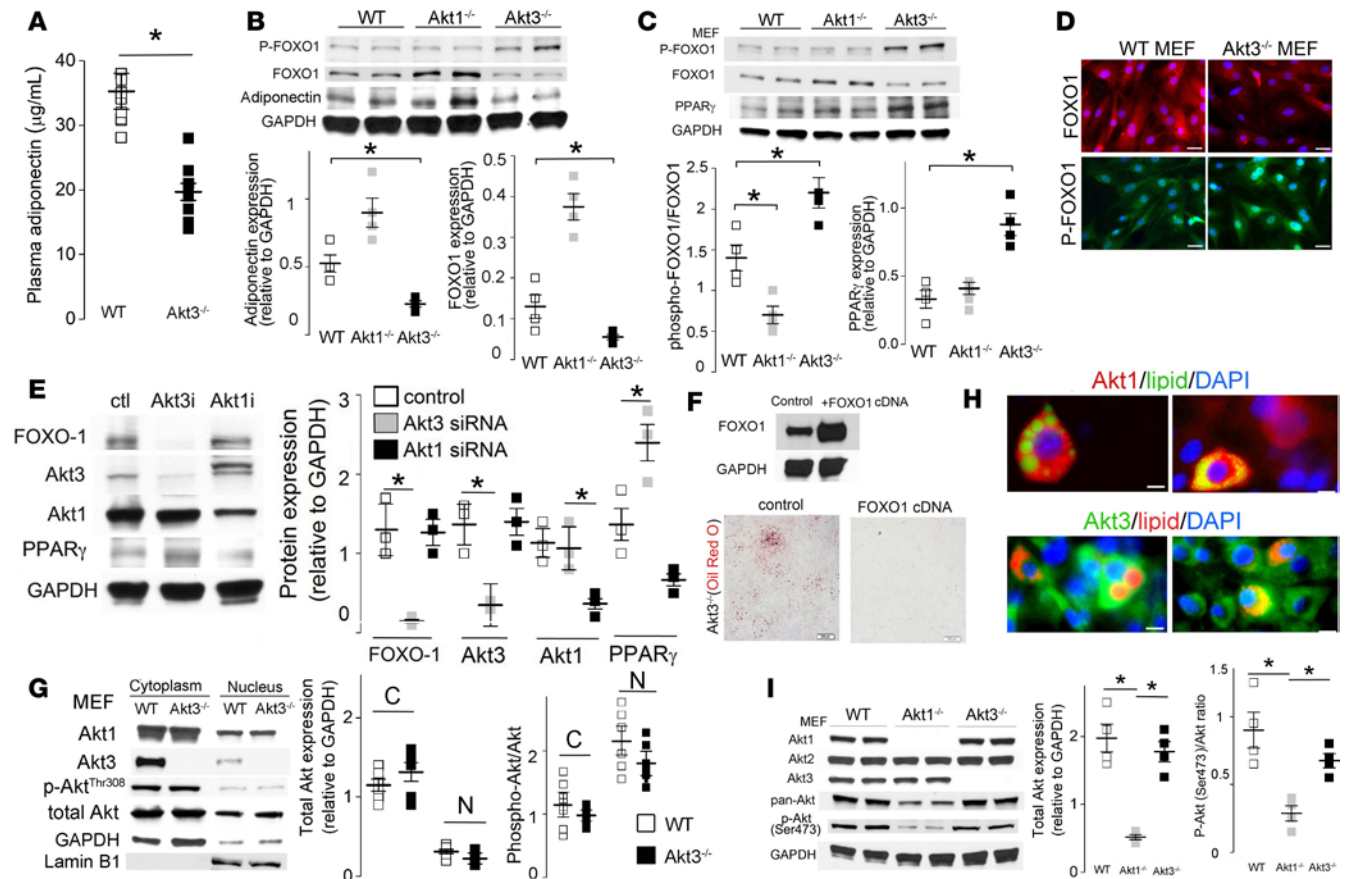 A
*
Plasma adiponectin (μg/mL)
40
30
20
10
0
WT
Akt3-/-
B
WT Akt1-/- Akt3-/-
P-FOXO1
FOXO1
Adiponectin
GAPDH
Adiponectin expression
(relative to GAPDH)
*
1
0.5
0
WT Akt1-/- Akt3-/-
FOXO1 expression
(relative to GAPDH)
*
0.5
0.4
0.3
0.2
0.1
0
WT Akt1-/- Akt3-/-
C
MEF
WT Akt1-/- Akt3-/-
P-FOXO1
FOXO1
PPARγ
GAPDH
phospho-FOXO1/FOXO1
*
*
2.5
2
1.5
1
0.5
0
WT Akt1-/- Akt3-/-
PPARγ expression
(relative to GAPDH)
*
1.0
0.5
0.0
WT Akt1-/- Akt3-/-
D
WT MEF Akt3-/- MEF
FOXO1
P-FOXO1
E
ctl Akt3i Akt1i
FOXO-1
Akt3
Akt1
PPARγ
GAPDH
Protein expression
(relative to GAPDH)
3
2
1
0
control
Akt3 siRNA
Akt1 siRNA
* * * *
FOXO-1 Akt3 Akt1 PPARγ
F
Control +FOXO1 cDNA
FOXO1
GAPDH
control FOXO1 cDNA
Akt3-/-(Oil Red O)
H
Akt1/lipid/DAPI
Akt3/lipid/DAPI
G
MEF
Cytoplasm Nucleus
WT Akt3-/- WT Akt3-/-
Akt1
Akt3
p-AktThr308
total Akt
GAPDH
Lamin B1
Total Akt expression
(relative to GAPDH)
2
1
0
C
N
Phospho-Akt/Akt
2
1
0
C
N
WT
Akt3-/-
I
MEF
WT Akt1-/- Akt3-/-
Akt1
Akt2
Akt3
pan-Akt
p-Akt
(Ser473)
GAPDH
Total Akt expression
(relative to GAPDH)
* *
2
1
0
WT Akt1-/- Akt3-/-
P-Akt (Ser473)/Akt ratio
* *
1.5
1
0.5
0
WT Akt1-/- Akt3-/-